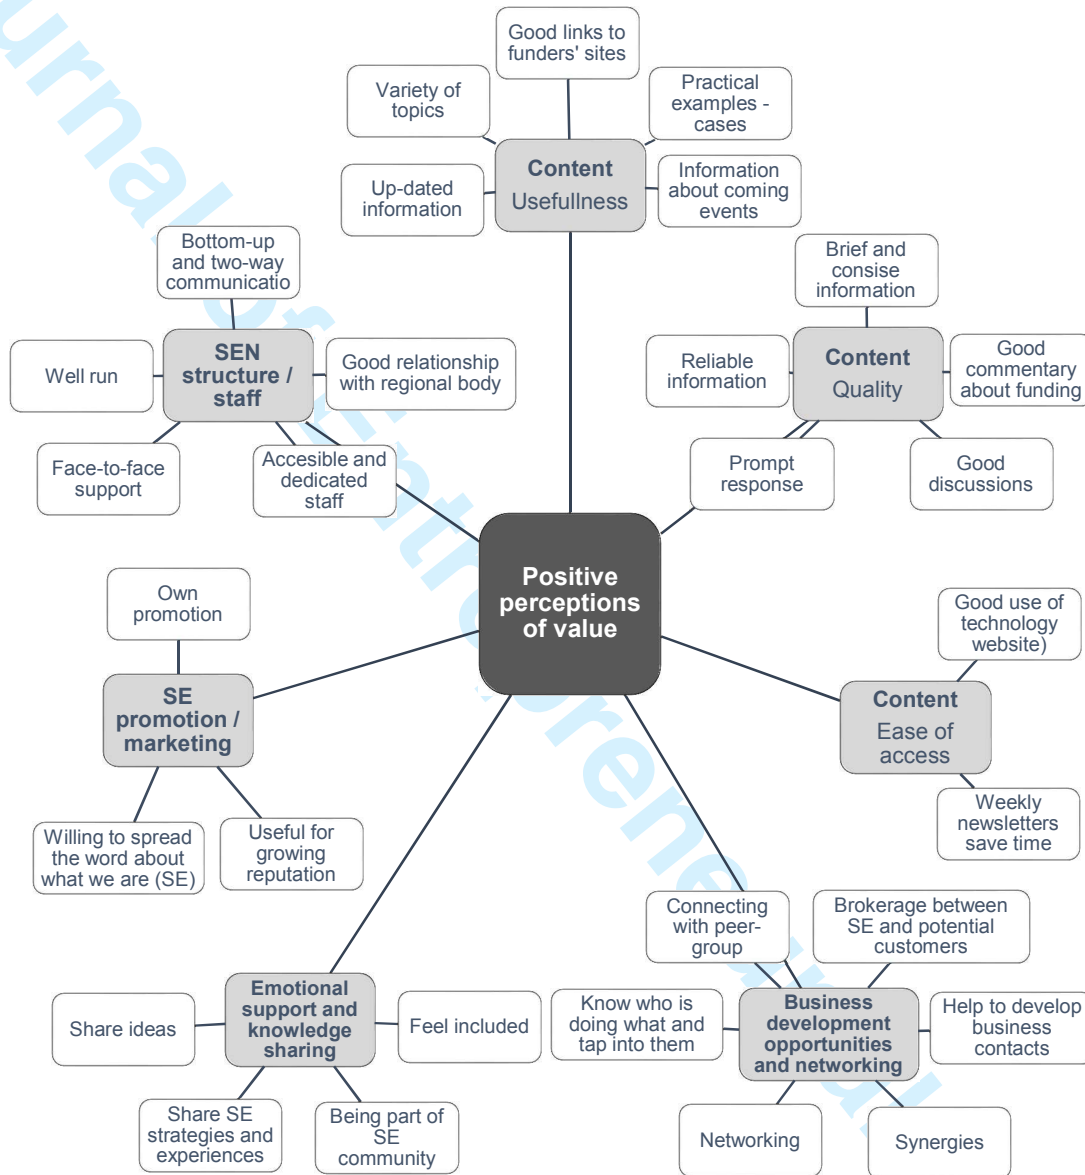 Good links to
funders' sites
Variety of
topics
Practical
examples -
cases
Content
Usefullness
Up-dated
information
Information
about coming
events
Bottom-up
and two-way
communicatio
Brief and
consise
information
SEN
structure /
staff
Well run
Good relationship
with regional body
Face-to-face
support
Accesible and
dedicated
staff
Content
Quality
Reliable
information
Good
commentary
about funding
Prompt
response
Good
discussions
Positive
perceptions
of value
Own
promotion
SE
promotion /
marketing
Willing to spread
the word about
what we are (SE)
Useful for
growing
reputation
Good use of
technology
website)
Content
Ease of
access
Weekly
newsletters
save time
Emotional
support and
knowledge
sharing
Share ideas
Feel included
Share SE
strategies and
experiences
Being part of
SE
community
Connecting
with peer-
group
Brokerage between
SE and potential
customers
Business
development
opportunities
and networking
Know who is
doing what and
tap into them
Help to develop
business
contacts
Networking
Synergies
urnal of Entrepreneurial